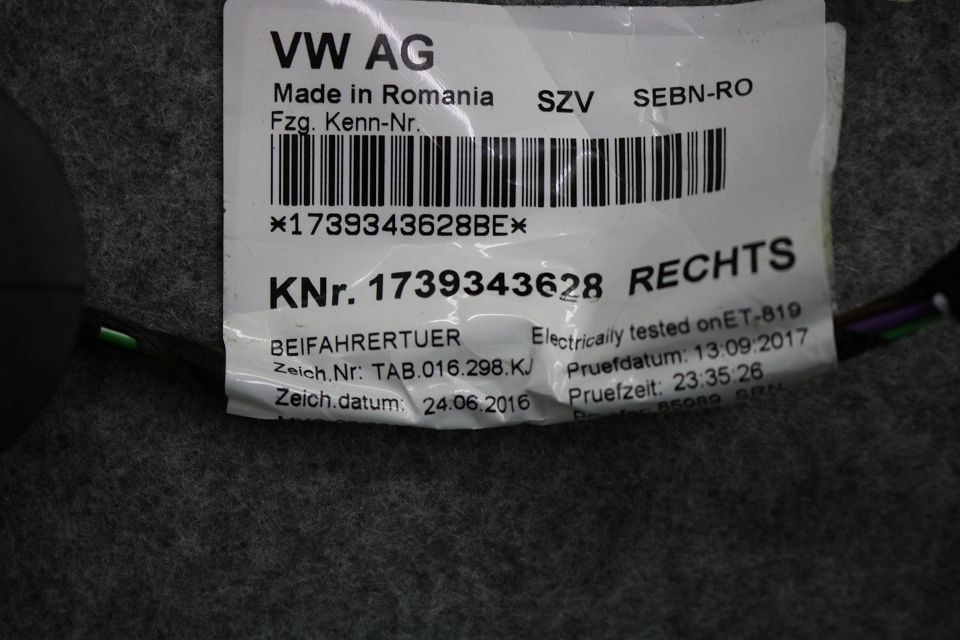 VW AG
Made in Romania SZV SEBN-RO
Fzg. Kenn-Nr.
*1739343628BE*
KNr. 1739343628 RECHTS
BEIFAHRERTUER Electrically tested onET-819
Zeich.Nr: TAB.016.298.KJ Pruefdatum: 13:09:2017
Zeich.datum: 24.06.2016 Pruefzeit: 23:35:26